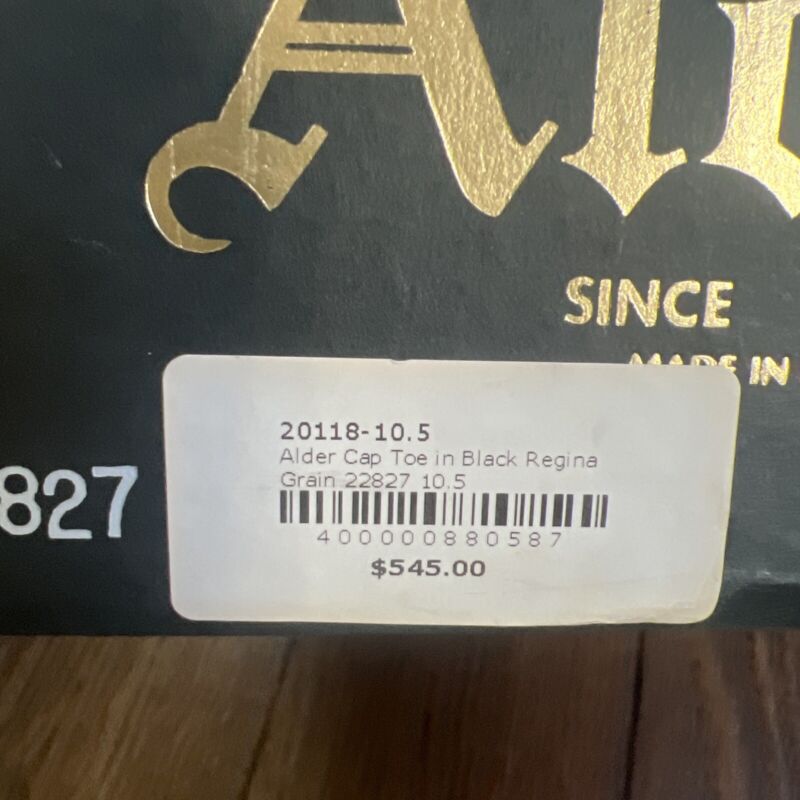 Al
SINCE
MADE IN
827
20118-10.5
Alder Cap Toe in Black Regina
Grain 22827 10.5
400000880587
$545.00